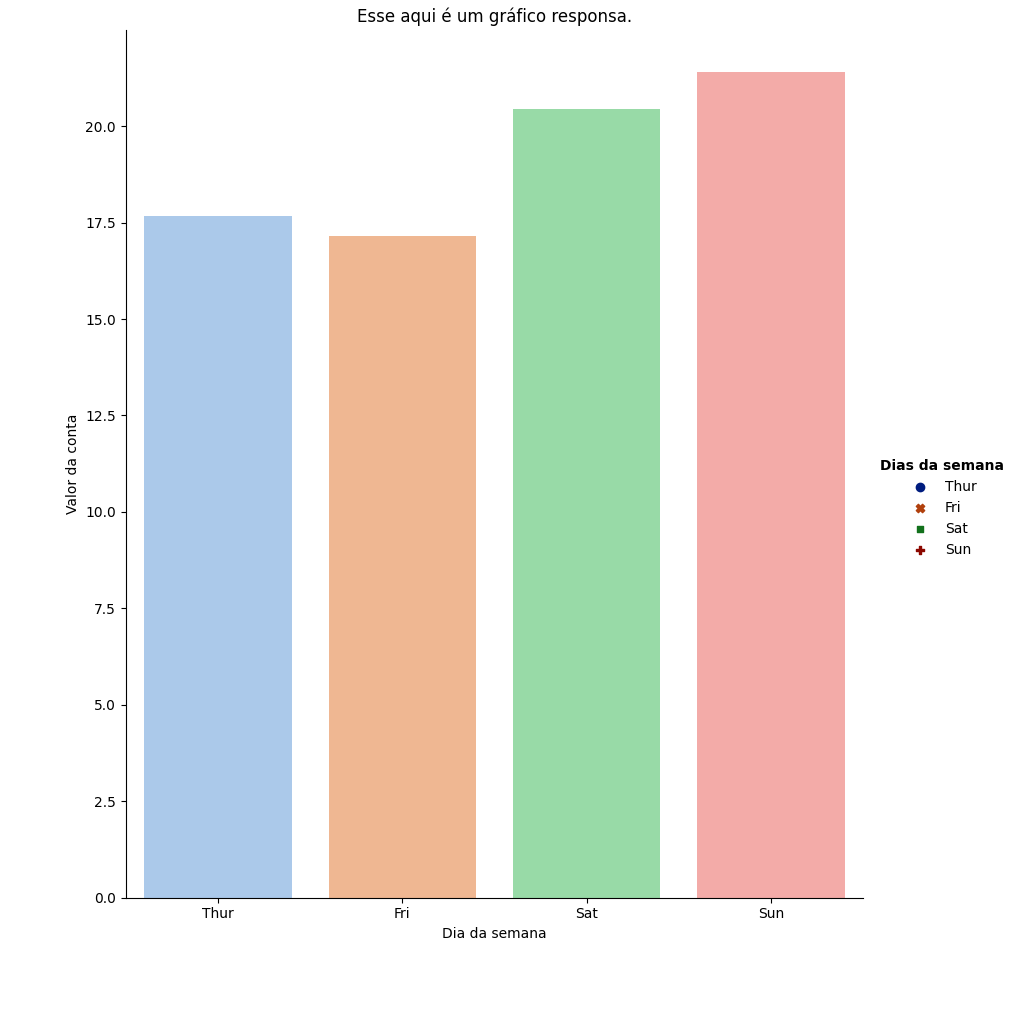 Esse aqui é um gráfico responsa.
20.0
17.5
15.0
12.5
10.0
7.5
5.0
2.5
0.0
Valor da conta
Thur
Fri
Sat
Sun
Dia da semana
Dias da semana
Thur
Fri
Sat
Sun